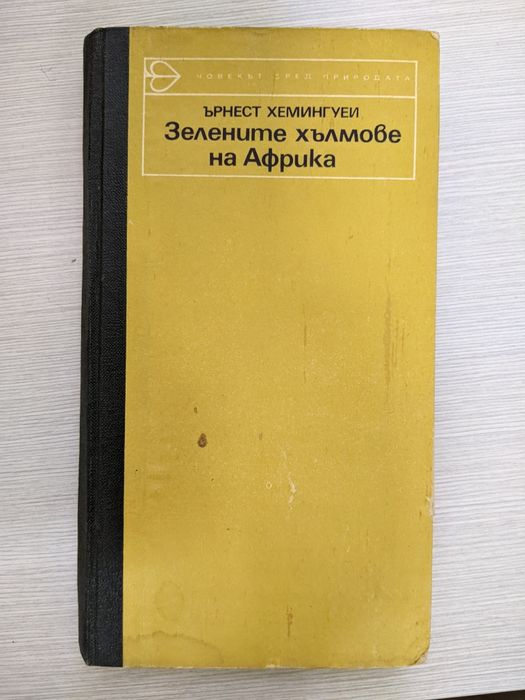 ЧОВЕКЪТ СРЕД ПРИРОДАТА
ЪРНЕСТ ХЕМИНГУЕЙ
Зелените хълмове
на Африка